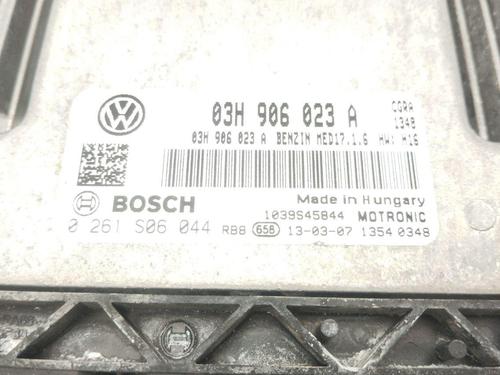 03H 906 023 A CGRA
1348
03H 906 023 A BENZIN MED17.1.6 HW: H16
BOSCH Made in Hungary
1039S45844 MOTRONIC
0 261 S06 044 RBB 658 13-03-07 1354 0348